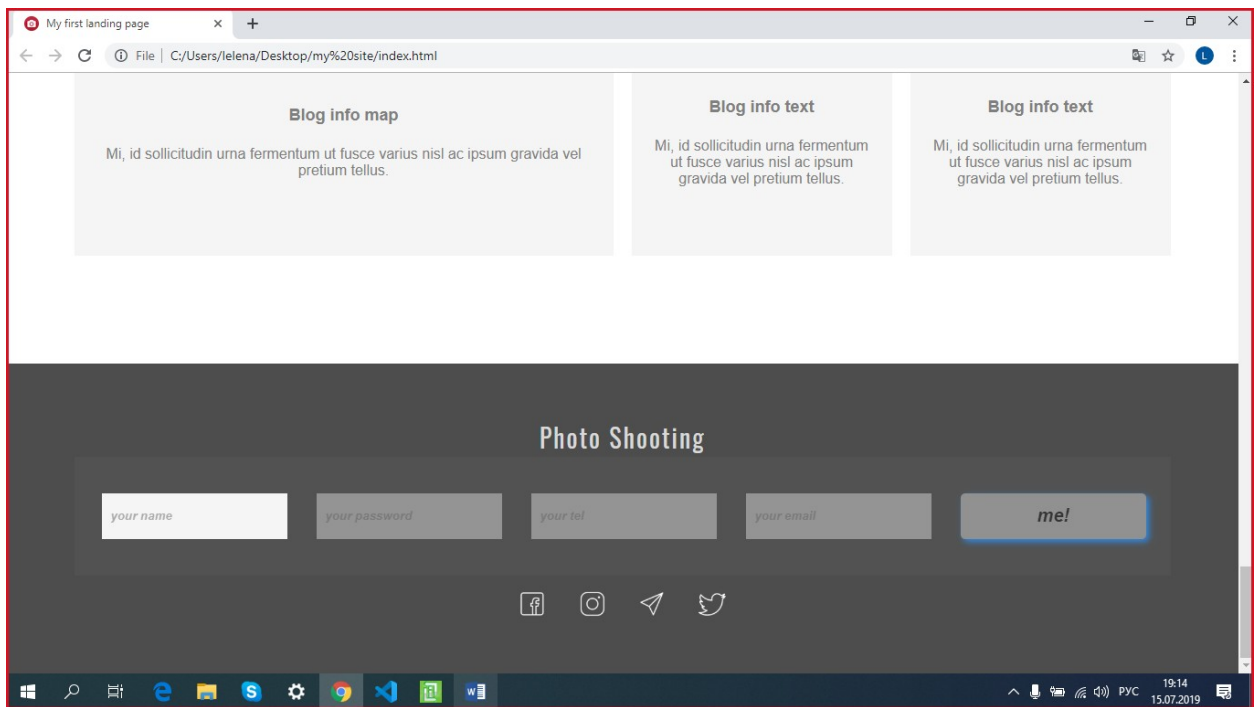 My first landing page
File | C:/Users/lelena/Desktop/my%20site/index.html
L
Blog info map
Mi, id sollicitudin urna fermentum ut fusce varius nisl ac ipsum gravida vel
pretium tellus.
Blog info text
Mi, id sollicitudin urna fermentum
ut fusce varius nisl ac ipsum
gravida vel pretium tellus.
Blog info text
Mi, id sollicitudin urna fermentum
ut fusce varius nisl ac ipsum
gravida vel pretium tellus.
Photo Shooting
your name
your password
your tel
your email
me!
РУС
19:14
15.07.2019